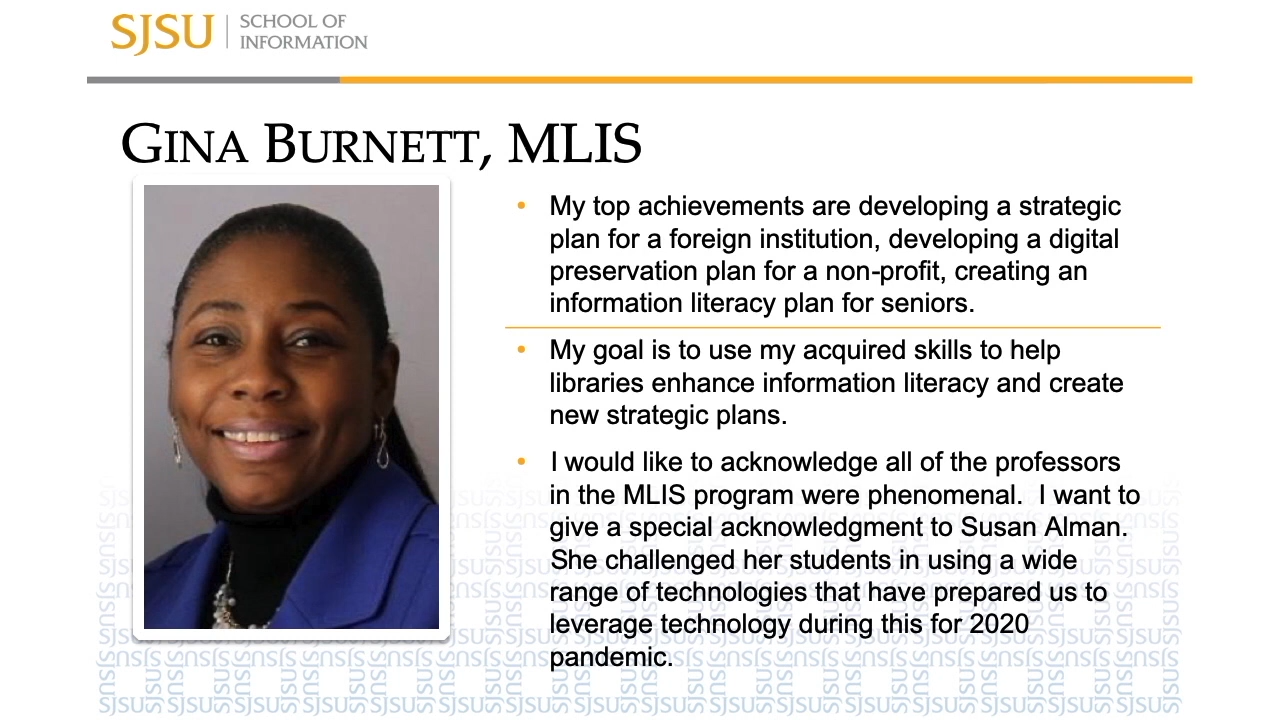 SJSU SCHOOL OF
INFORMATION
GINA BURNETT, MLIS
• My top achievements are developing a strategic
plan for a foreign institution, developing a digital
preservation plan for a non-profit, creating an
information literacy plan for seniors.
• My goal is to use my acquired skills to help
libraries enhance information literacy and create
new strategic plans.
• I would like to acknowledge all of the professors
in the MLIS program were phenomenal.  I want to
give a special acknowledgment to Susan Alman.
She challenged her students in using a wide
range of technologies that have prepared us to
leverage technology during this for 2020
pandemic.